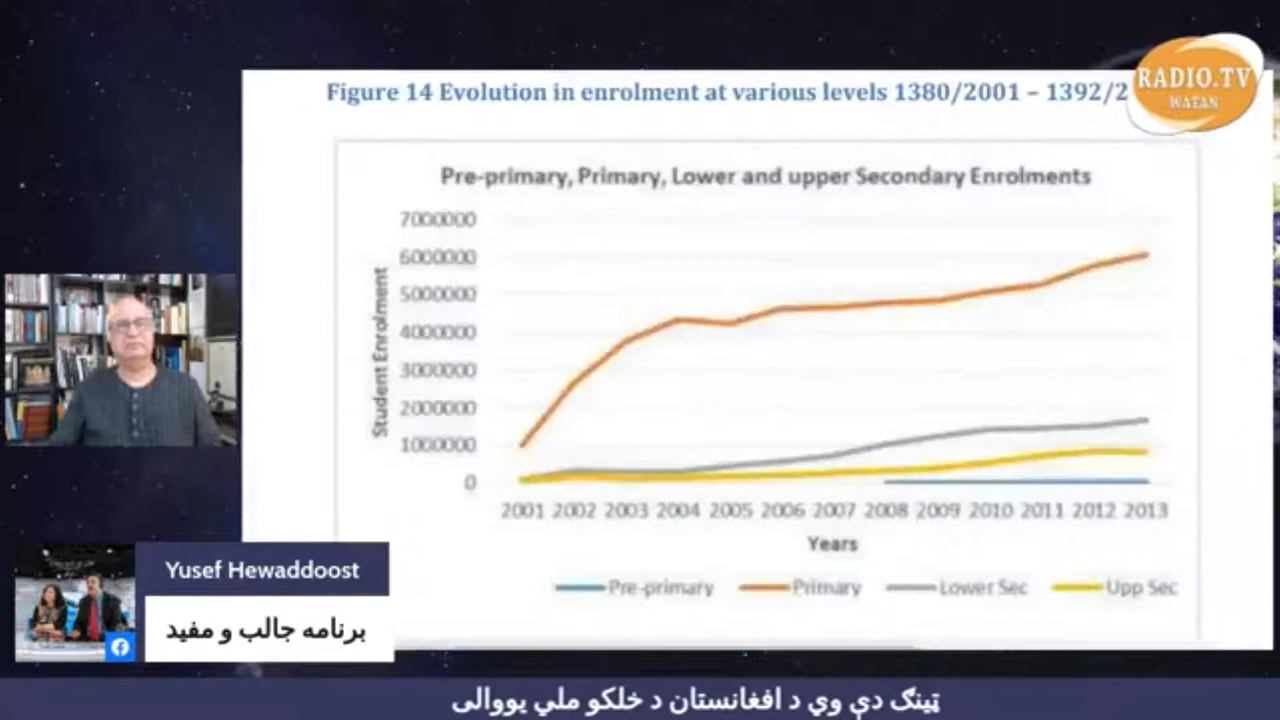 Figure 14 Evolution in enrolment at various levels 1380/2001 – 1392/2
RADIO.TV
WATAN
Pre-primary, Primary, Lower and upper Secondary Enrolments
Student Enrolment
7000000
6000000
5000000
4000000
3000000
2000000
1000000
0
2001 2002 2003 2004 2005 2006 2007 2008 2009 2010 2011 2012 2013
Years
Pre-primary Primary Lower Sec Upp Sec
Yusef Hewaddoost
برنامه جالب و مفید
ټینګ دې وي د افغانستان د خلکو ملي یووالی